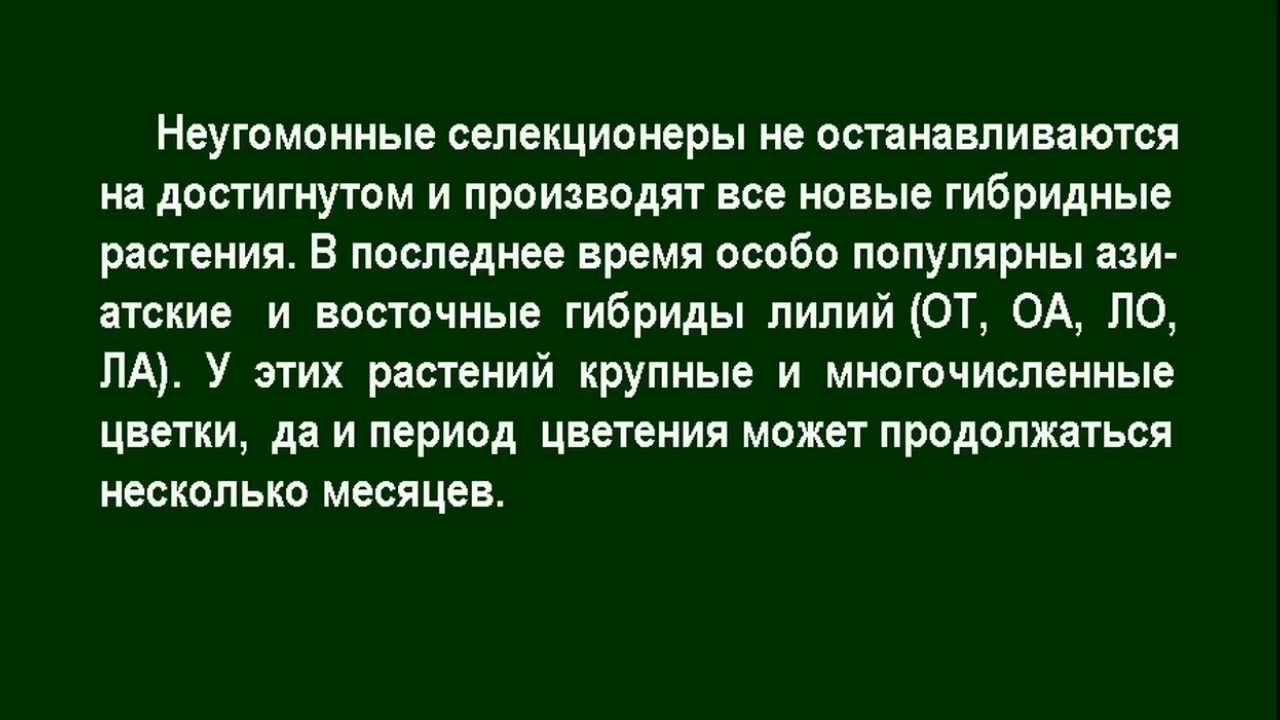 Неугомонные селекционеры не останавливаются
на достигнутом и производят все новые гибридные
растения. В последнее время особо популярны ази-
атские и восточные гибриды лилий (ОТ, ОА, ЛО,
ЛА). У этих растений крупные и многочисленные
цветки, да и период цветения может продолжаться
несколько месяцев.